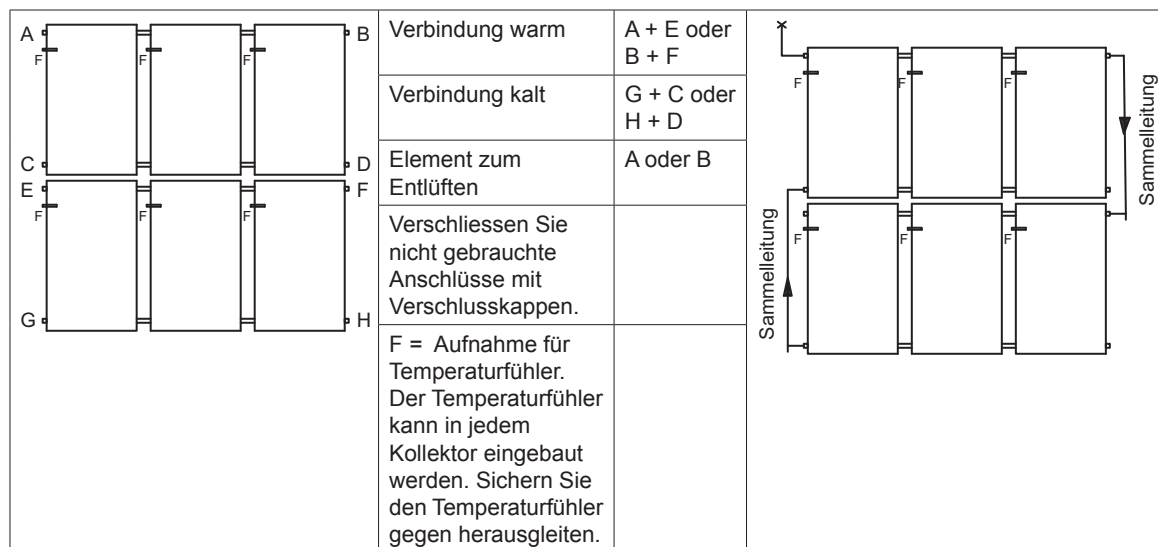 A
B
F
F
F
C
D
E
F
F
F
F
G
H
Verbindung warm
A + E oder
B + F
Verbindung kalt
G + C oder
H + D
Element zum
Entlüften
A oder B
Verschliessen Sie
nicht gebrauchte
Anschlüsse mit
Verschlusskappen.
F = Aufnahme für
Temperaturfühler.
Der Temperaturfühler
kann in jedem
Kollektor eingebaut
werden. Sichern Sie
den Temperaturfühler
gegen herausgleiten.
F
F
F
Sammelleitung
F
F
F
Sammelleitung